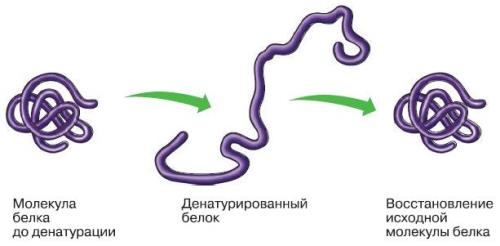 Молекула
белка
до денатурации
Денатурированный
белок
Восстановление
исходной
молекулы белка